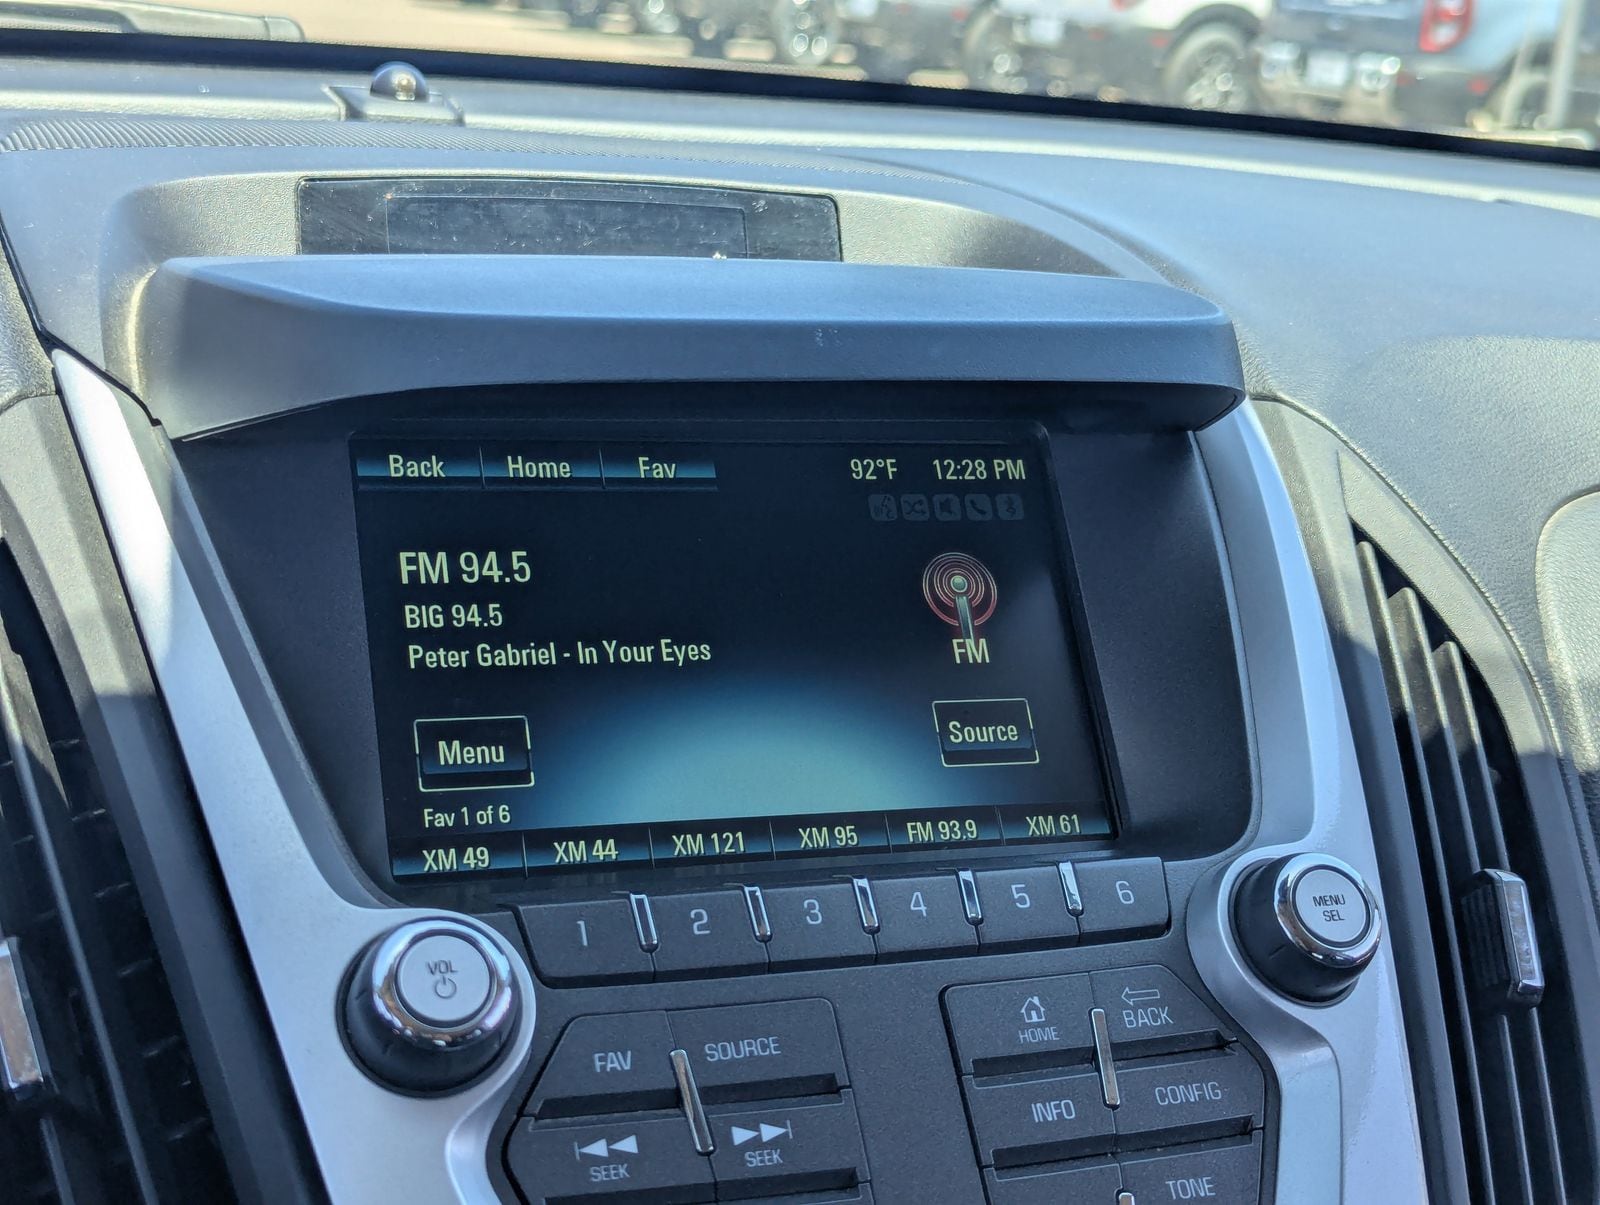 Back Home Fav 92°F 12:28 PM
FM 94.5
BIG 94.5
Peter Gabriel - In Your Eyes
FM
Menu
Source
Fav 1 of 6
XM 49 XM 44 XM 121 XM 95 FM 93.9 XM 61
1 2 3 4 5 6
VOL
MENU
SEL
FAV SOURCE
HOME BACK
SEEK SEEK
INFO CONFIG
TONE